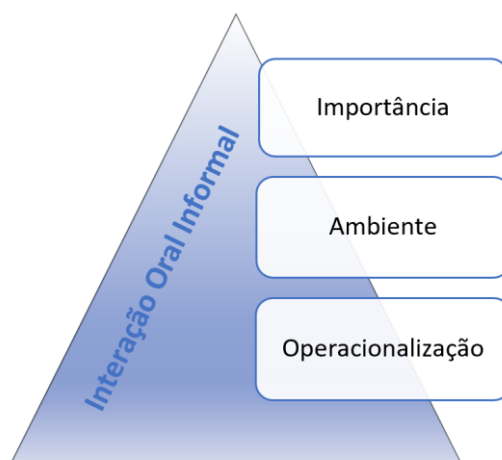 Interação Oral Informal
Importância
Ambiente
Operacionalização